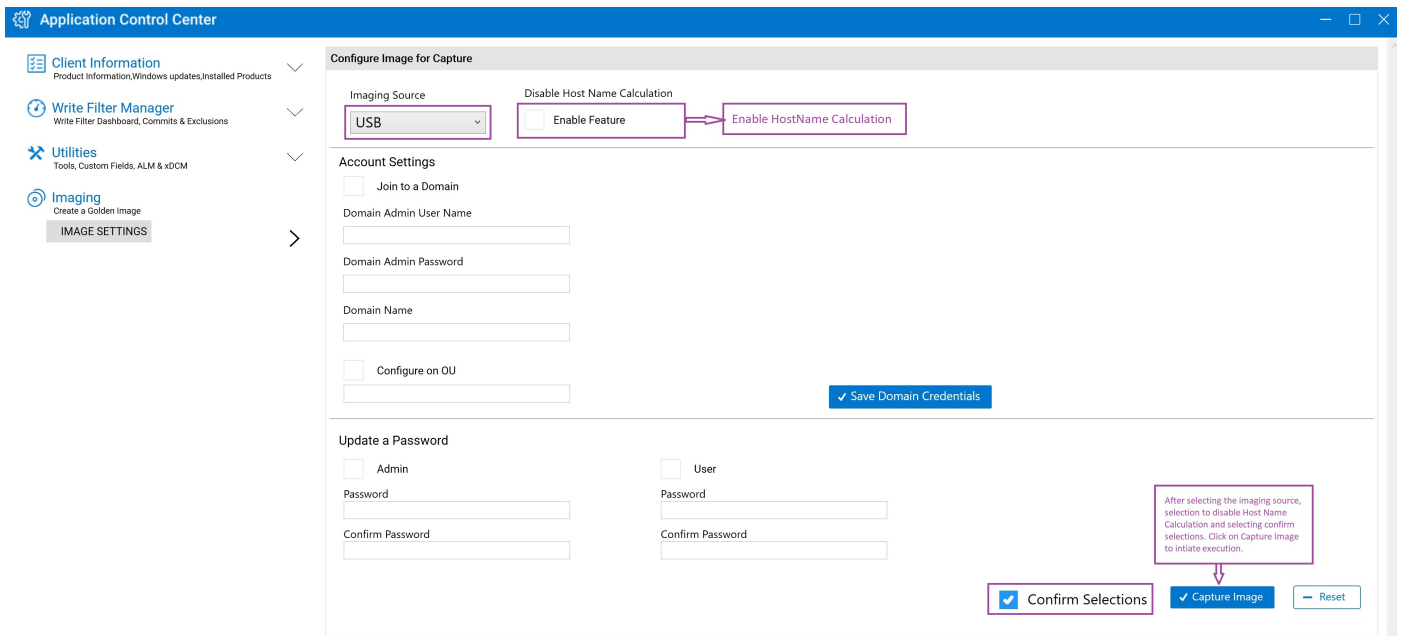 Application Control Center
Client Information
Product Information,Windows updates,Installed Products
Write Filter Manager
Write Filter Dashboard, Commits & Exclusions
Utilities
Tools, Custom Fields, ALM & xDCM
Imaging
Create a Golden Image
IMAGE SETTINGS
Configure Image for Capture
Imaging Source
USB
Disable Host Name Calculation
Enable Feature
Enable HostName Calculation
Account Settings
Join to a Domain
Domain Admin User Name
Domain Admin Password
Domain Name
Configure on OU
Save Domain Credentials
Update a Password
Admin
Password
Confirm Password
User
Password
Confirm Password
After selecting the imaging source,
selection to disable Host Name
Calculation and selecting confirm
selections. Click on Capture Image
to intiate execution.
Confirm Selections
Capture Image
Reset